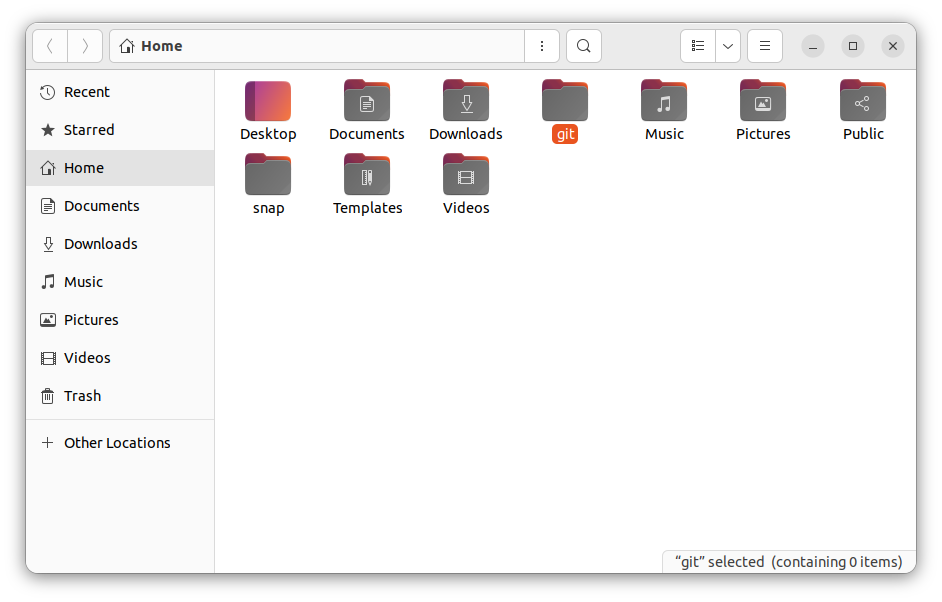 Home
Recent
Starred
Home
Documents
Downloads
Music
Pictures
Videos
Trash
Other Locations
Desktop Documents Downloads git Music Pictures Public
snap Templates Videos
“git” selected (containing 0 items)